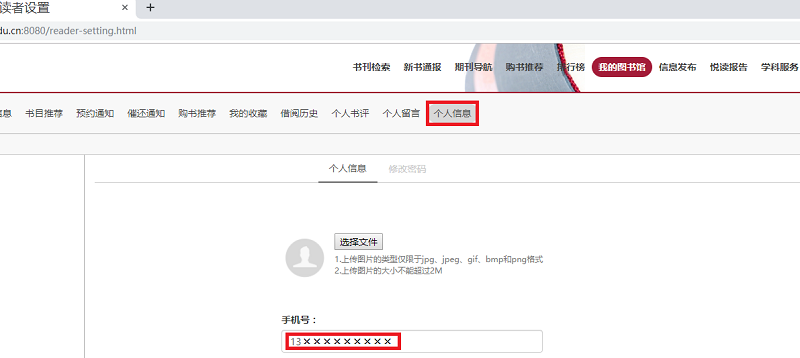 读者设置 × +
du.cn:8080/reader-setting.html
书刊检索 新书通报 期刊导航 购书推荐 排行榜 我的图书馆 信息发布 悦读报告 学科服务
信息 书目推荐 预约通知 催还通知 购书推荐 我的收藏 借阅历史 个人书评 个人留言 个人信息
个人信息 修改密码
选择文件
1.上传图片的类型仅限于jpg、jpeg、gif、bmp和png格式
2.上传图片的大小不能超过2M
手机号：
13×××××××××